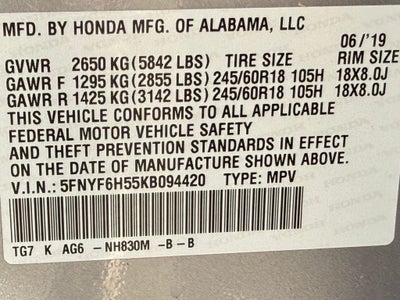 MFD. BY HONDA MFG. OF ALABAMA, LLC
06/'19
GVWR 2650 KG (5842 LBS) TIRE SIZE RIM SIZE
GAWR F 1295 KG (2855 LBS) 245/60R18 105H 18X8.0J
GAWR R 1425 KG (3142 LBS) 245/60R18 105H 18X8.0J
THIS VEHICLE CONFORMS TO ALL APPLICABLE
FEDERAL MOTOR VEHICLE SAFETY
AND THEFT PREVENTION STANDARDS IN EFFECT
ON THE DATE OF MANUFACTURE SHOWN ABOVE.
V.I.N.: 5FNYF6H55KB094420 TYPE: MPV
TG7 K AG6 -NH830M -B-B